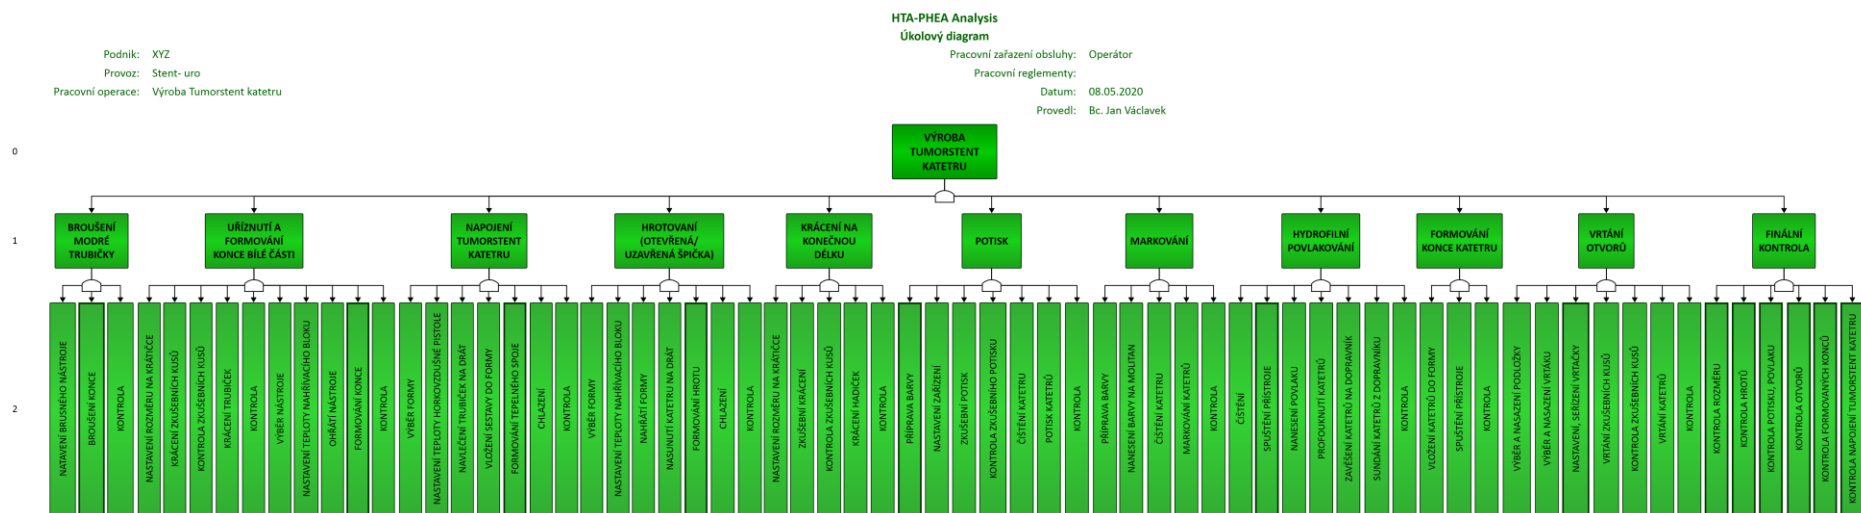 HTA-PHEA Analysis
Úkolový diagram
Podnik: XYZ
Pracovní zařazení obsluhy: Operátor
Provoz: Stent- uro
Pracovní reglementy:
Pracovní operace: Výroba Tumorstent katetru
Datum: 08.05.2020
Provedl: Bc. Jan Václavek
0
VÝROBA
TUMORSTENT
KATETRU
1
BROUŠENÍ
MODRÉ
TRUBIČKY
UŘÍZNUTÍ A
FORMOVÁNÍ
KONCE BÍLÉ ČÁSTI
NAPOJENÍ
TUMORSTENT
KATETRU
HROTOVANÍ
(OTEVŘENÁ/
UZAVŘENÁ ŠPIČKA)
KRÁCENÍ NA
KONEČNOU
DÉLKU
POTISK
MARKOVÁNÍ
HYDROFILNÍ
POVLAKOVÁNÍ
FORMOVÁNÍ
KONCE KATETRU
VRTÁNÍ
OTVORŮ
FINÁLNÍ
KONTROLA
2
NATAVENÍ BRUSNÉHO NÁSTROJE
BROUŠENÍ KONCE
KONTROLA
NASTAVENÍ ROZMĚRU NA KRÁTIČCE
KRÁCENÍ ZKUŠEBNÍCH KUSŮ
KONTROLA ZKUŠEBNÍCH KUSŮ
KRÁCENÍ TRUBIČEK
KONTROLA
VÝBĚR NÁSTROJE
NASTAVENÍ TEPLOTY NAHŘÍVACÍHO BLOKU
OHŘÁTÍ NÁSTROJE
FORMOVÁNÍ KONCE
KONTROLA
VÝBĚR FORMY
NASTAVENÍ TEPLOTY HORKOVZDUŠNÉ PISTOLE
NAVLEČENÍ TRUBIČEK NA DRÁT
VLOŽENÍ SESTAVY DO FORMY
FORMOVÁNÍ TEPELNÉHO SPOJE
CHLAZENÍ
KONTROLA
VÝBĚR FORMY
NASTAVENÍ TEPLOTY NAHŘÍVACÍHO BLOKU
NAHŘÁTÍ FORMY
NASUNUTÍ KATETRU NA DRÁT
FORMOVÁNÍ HROTU
CHLAZENÍ
KONTROLA
NASTAVENÍ ROZMĚRU NA KRÁTIČCE
ZKUŠEBNÍ KRÁCENÍ
KONTROLA ZKUŠEBNÍCH KUSŮ
KRÁCENÍ HADIČEK
KONTROLA
PŘÍPRAVA BARVY
NASTAVENÍ ZAŘÍZENÍ
ZKUŠEBNÍ POTISK
KONTROLA ZKUŠEBNÍHO POTISKU
ČIŠTĚNÍ KATETRU
POTISK KATETRŮ
KONTROLA
PŘÍPRAVA BARVY
NANESENÍ BARVY NA MOLITAN
ČIŠTĚNÍ KATETRU
MARKOVÁNÍ KATETRŮ
KONTROLA
ČIŠTĚNÍ
SPUŠTĚNÍ PŘÍSTROJE
NANESENÍ POVLAKU
PROFOUKNUTÍ KATETRŮ
ZAVĚŠENÍ KATETRŮ NA DOPRAVNÍK
SUNDÁNÍ KATETRŮ Z DOPRAVNÍKU
KONTROLA
VLOŽENÍ KATETRŮ DO FORMY
SPUŠTĚNÍ PŘÍSTROJE
KONTROLA
VÝBĚR A NASAZENÍ PODLOŽKY
VÝBĚR A NASAZEN VRTÁKU
NASTAVENÍ, SEŘÍZENÍ VRTAČKY
VRTÁNÍ ZKUŠEBNÍCH KUSŮ
KONTROLA ZKUŠEBNÍCH KUSŮ
VRTÁNÍ KATETRŮ
KONTROLA
KONTROLA ROZMĚRU
KONTROLA HROTŮ
KONTROLA POTISKU, POVLAKU
KONTROLA OTVORŮ
KONTROLA FORMOVANÝCH KONCŮ
KONTROLA NAPOJENÍ TUMORSTENT KATETRU